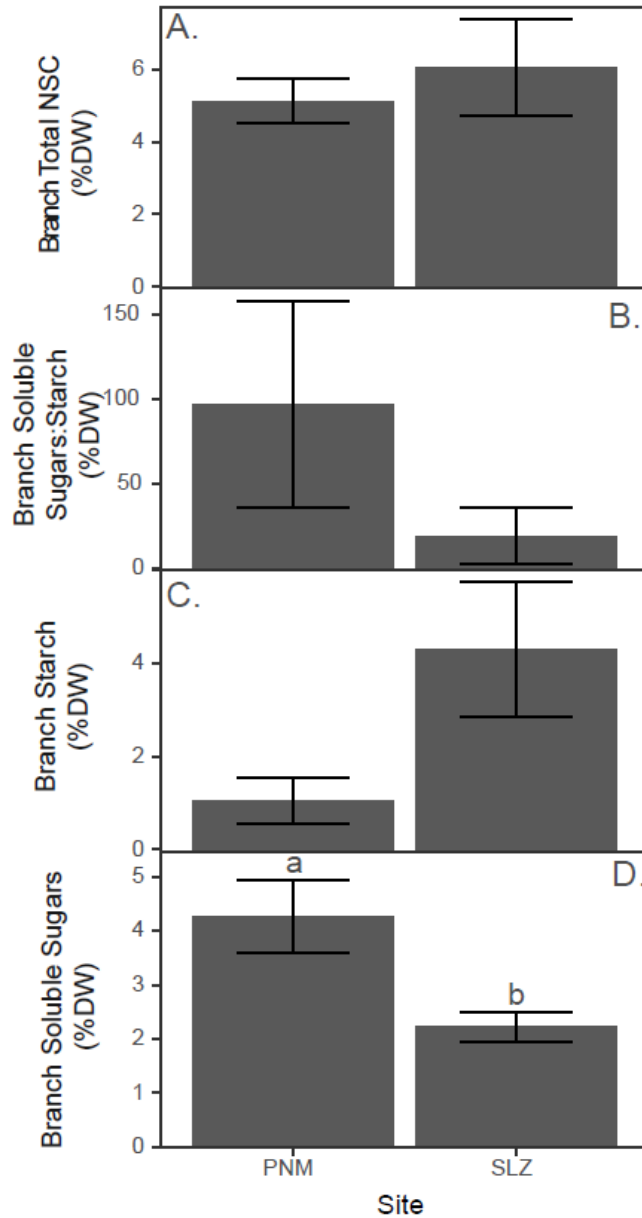 A.
Branch Total NSC
(%DW)
6
4
2
0
B.
Branch Soluble
Sugars:Starch
(%DW)
150
100
50
0
C.
Branch Starch
(%DW)
4
2
0
D.
Branch Soluble Sugars
(%DW)
5
4
3
2
1
0
a
b
PNM
SLZ
Site